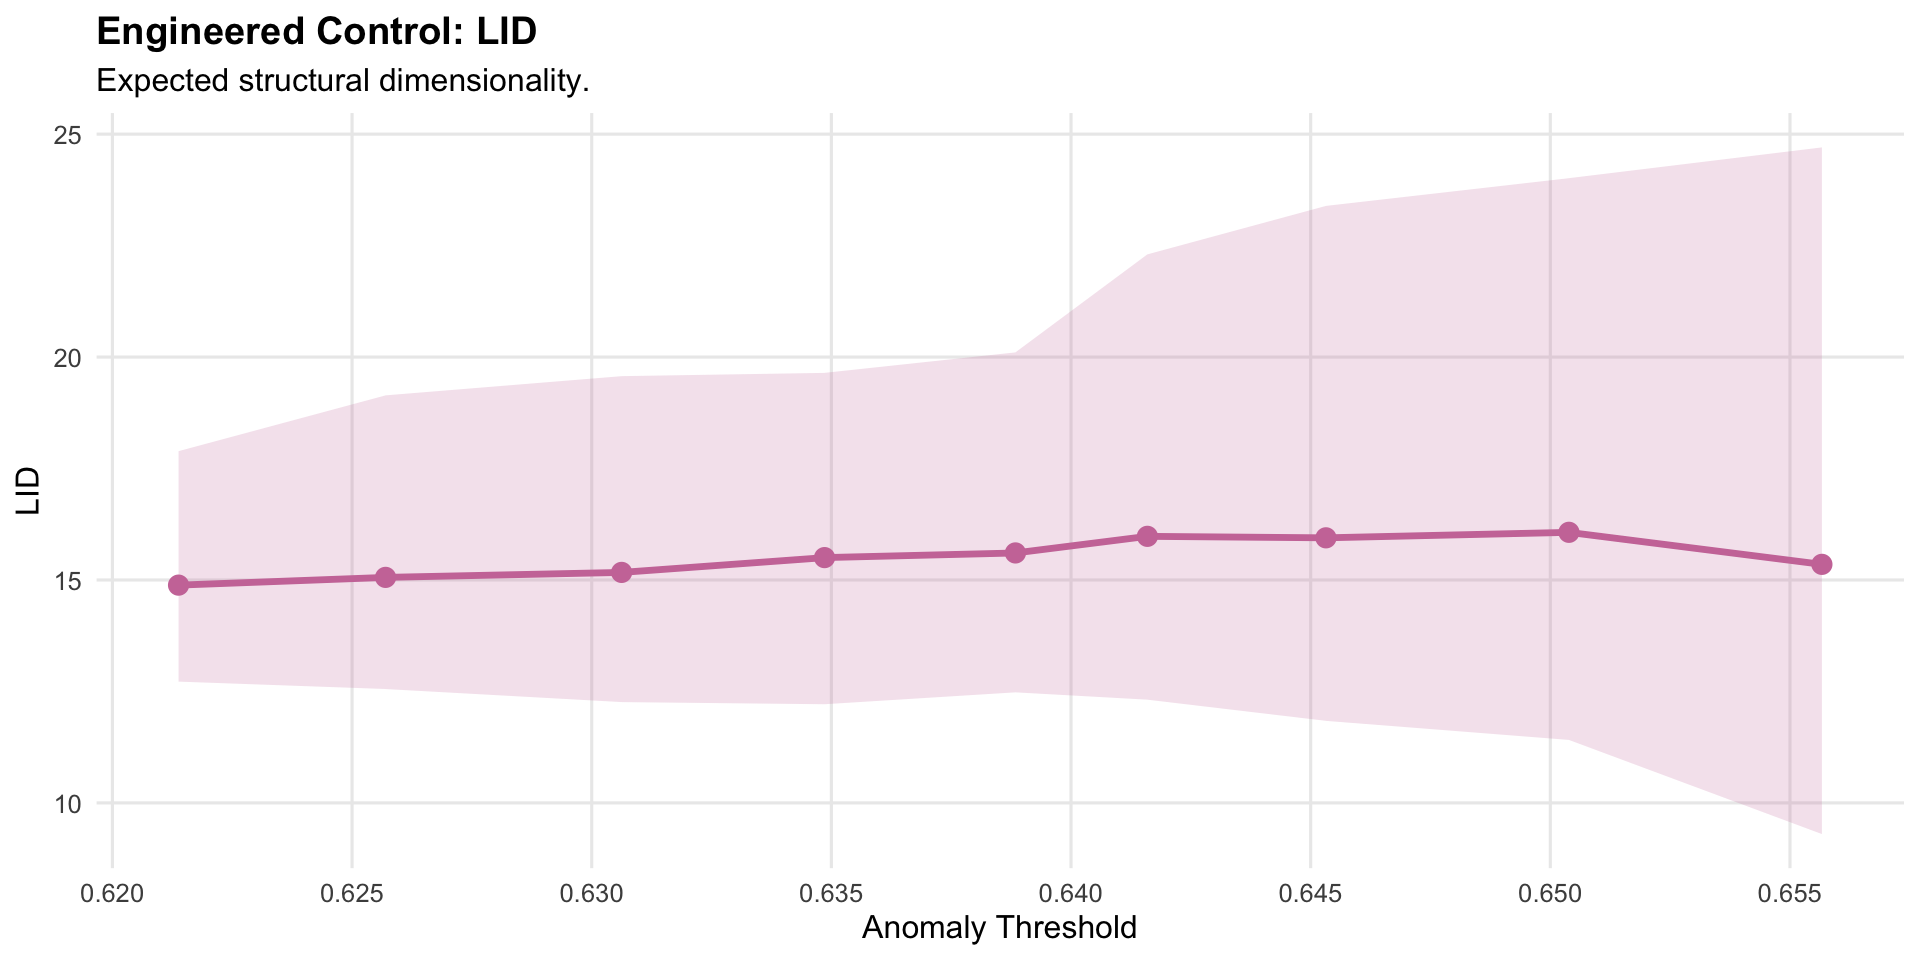 Engineered Control: LID
Expected structural dimensionality.
25
20
15
10
LID
0.620 0.625 0.630 0.635 0.640 0.645 0.650 0.655
Anomaly Threshold